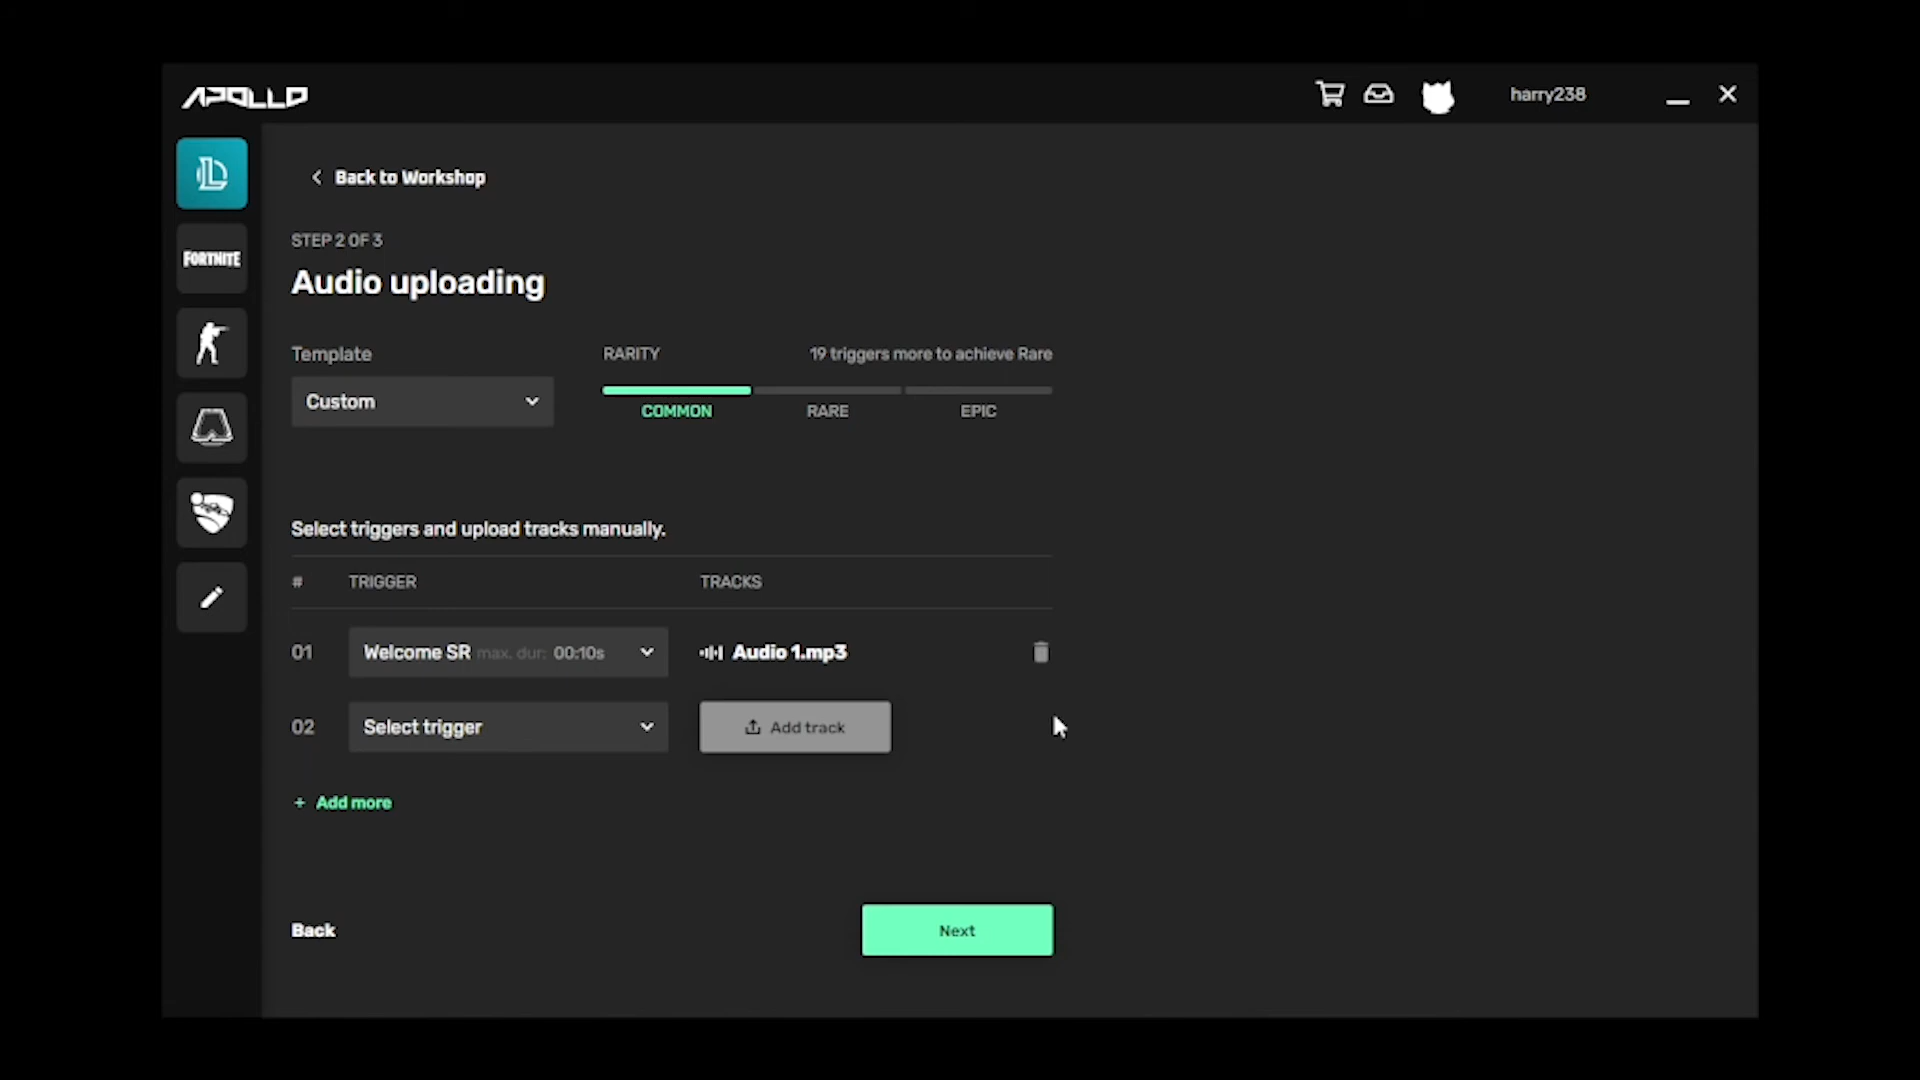 APOLLO
harry238
FORTNITE
Back to Workshop
STEP 2 OF 3
Audio uploading
Template
Custom
RARITY
19 triggers more to achieve Rare
COMMON
RARE
EPIC
Select triggers and upload tracks manually.
# TRIGGER TRACKS
01 Welcome SR max. dur: 00:10s Audio 1.mp3
02 Select trigger Add track
+ Add more
Back
Next